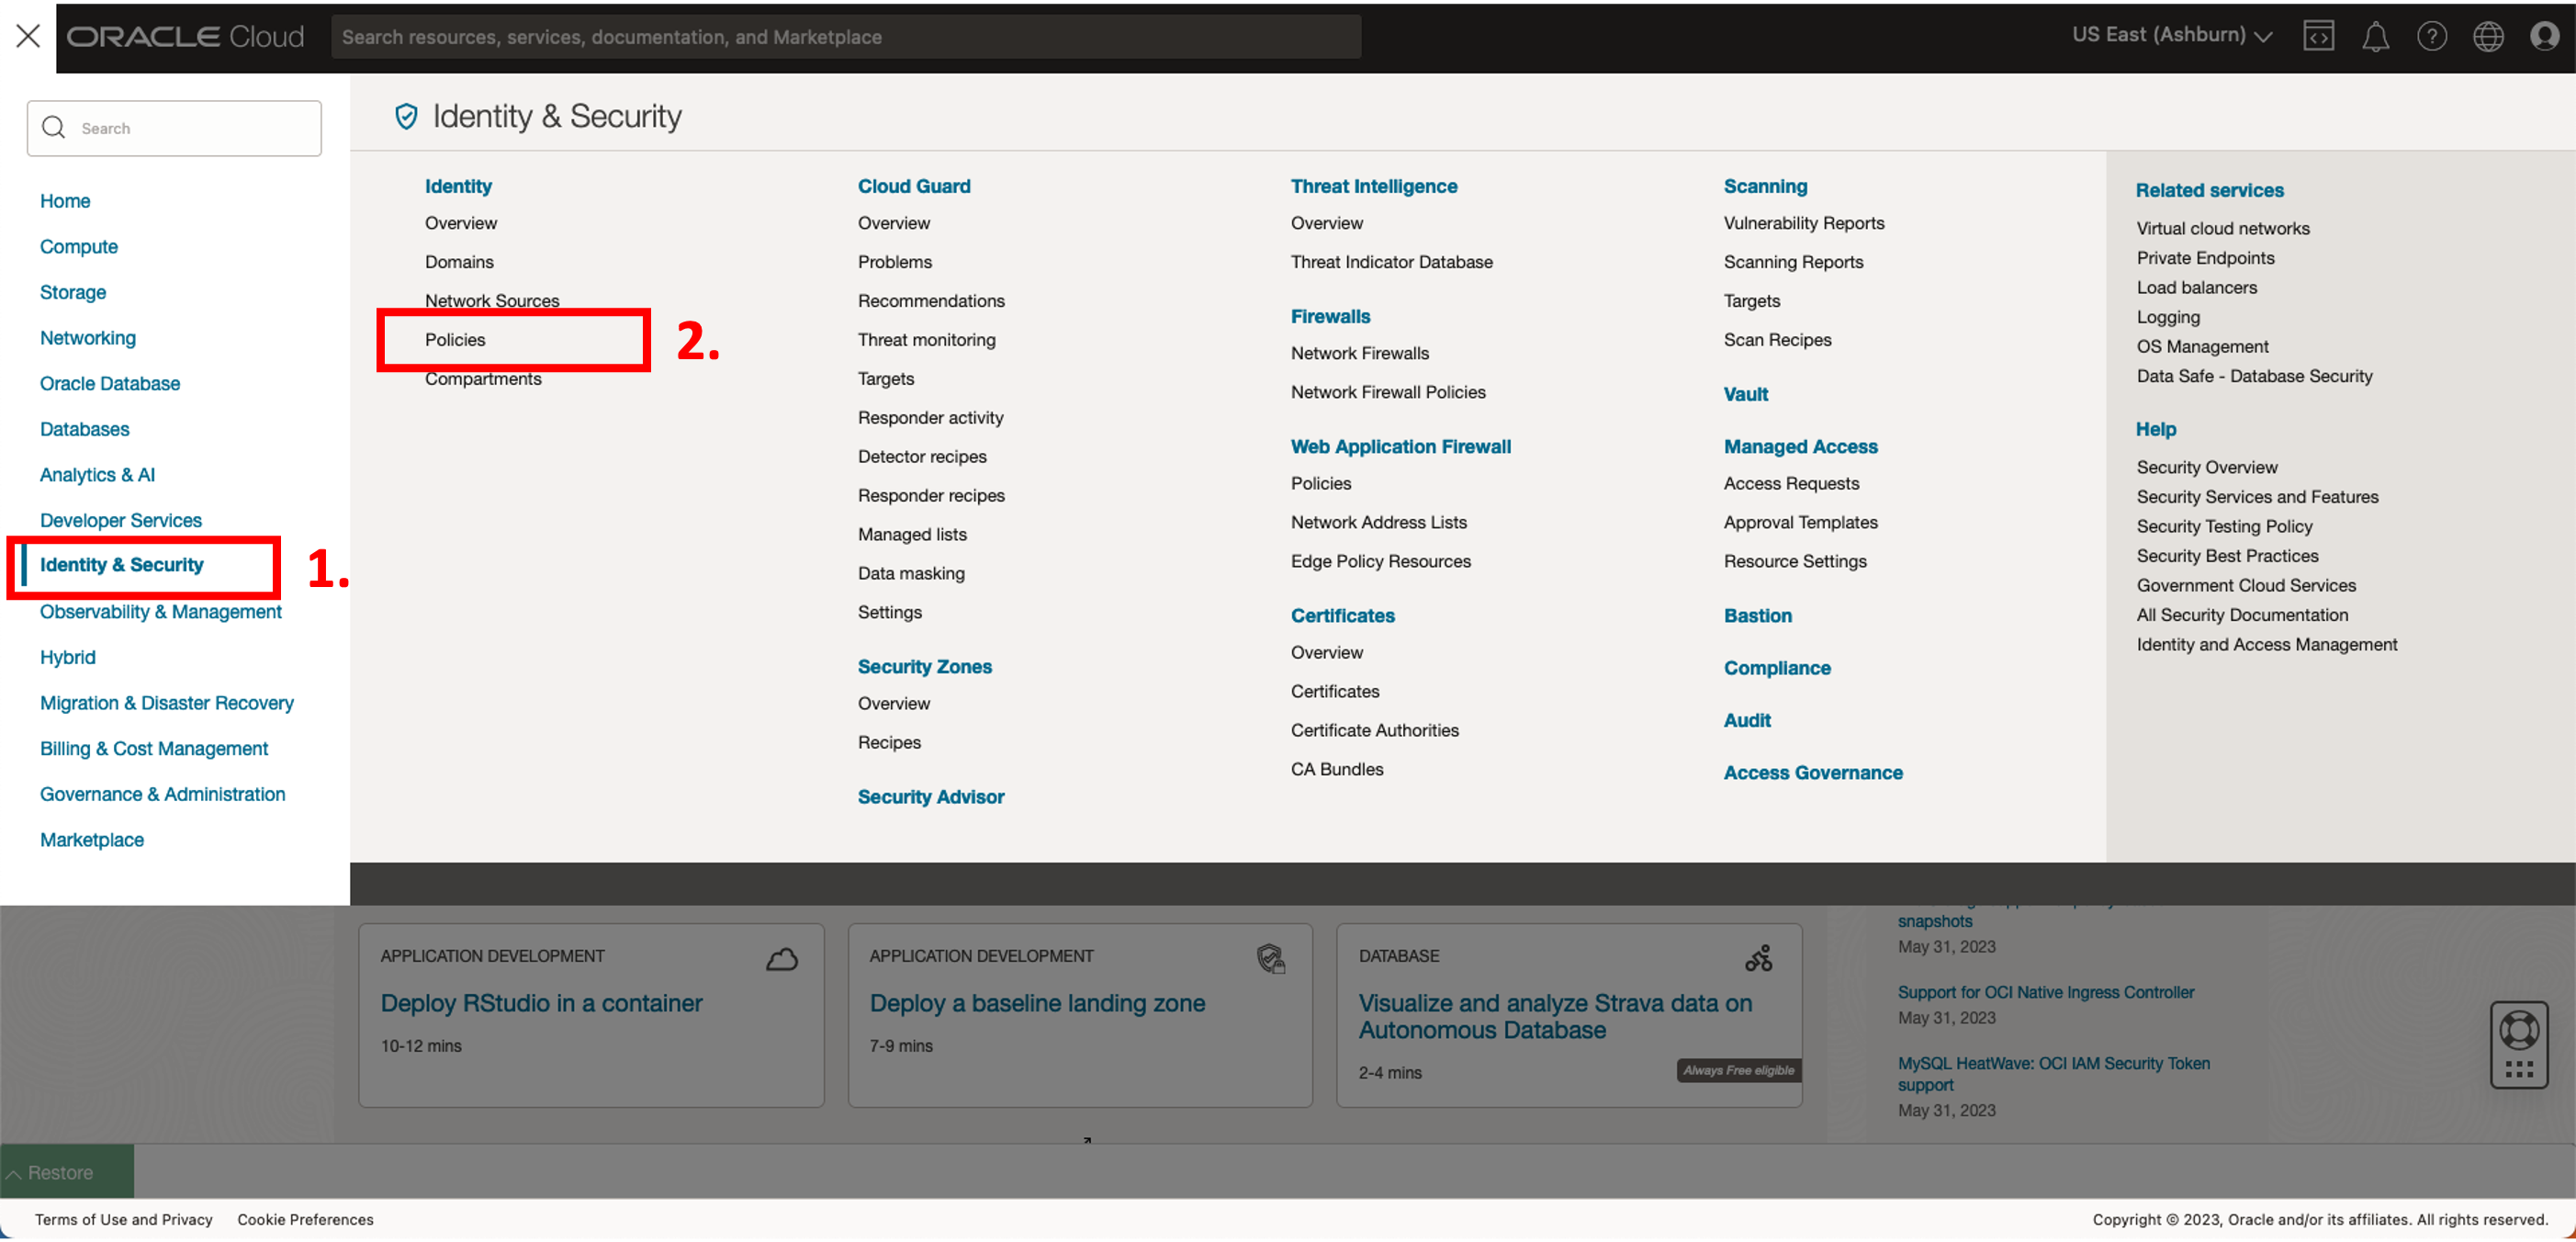 ORACLE Cloud
Search resources, services, documentation, and Marketplace
US East (Ashburn)
Search
Home
Compute
Storage
Networking
Oracle Database
Databases
Analytics & AI
Developer Services
Identity & Security
1.
Observability & Management
Hybrid
Migration & Disaster Recovery
Billing & Cost Management
Governance & Administration
Marketplace
Identity & Security
Identity
Overview
Domains
Network Sources
Policies
2.
Compartments
Cloud Guard
Overview
Problems
Recommendations
Threat monitoring
Targets
Responder activity
Detector recipes
Responder recipes
Managed lists
Data masking
Settings
Security Zones
Overview
Recipes
Security Advisor
Threat Intelligence
Overview
Threat Indicator Database
Firewalls
Network Firewalls
Network Firewall Policies
Web Application Firewall
Policies
Network Address Lists
Edge Policy Resources
Certificates
Overview
Certificates
Certificate Authorities
CA Bundles
Scanning
Vulnerability Reports
Scanning Reports
Targets
Scan Recipes
Vault
Managed Access
Access Requests
Approval Templates
Resource Settings
Bastion
Compliance
Audit
Access Governance
Related services
Virtual cloud networks
Private Endpoints
Load balancers
Logging
OS Management
Data Safe - Database Security
Help
Security Overview
Security Services and Features
Security Testing Policy
Security Best Practices
Government Cloud Services
All Security Documentation
Identity and Access Management
APPLICATION DEVELOPMENT
Deploy RStudio in a container
10-12 mins
APPLICATION DEVELOPMENT
Deploy a baseline landing zone
7-9 mins
DATABASE
Visualize and analyze Strava data on
Autonomous Database
2-4 mins
Always Free eligible
snapshots
May 31, 2023
Support for OCI Native Ingress Controller
May 31, 2023
MySQL HeatWave: OCI IAM Security Token
support
May 31, 2023
Restore
Terms of Use and Privacy
Cookie Preferences
Copyright © 2023, Oracle and/or its affiliates. All rights reserved.